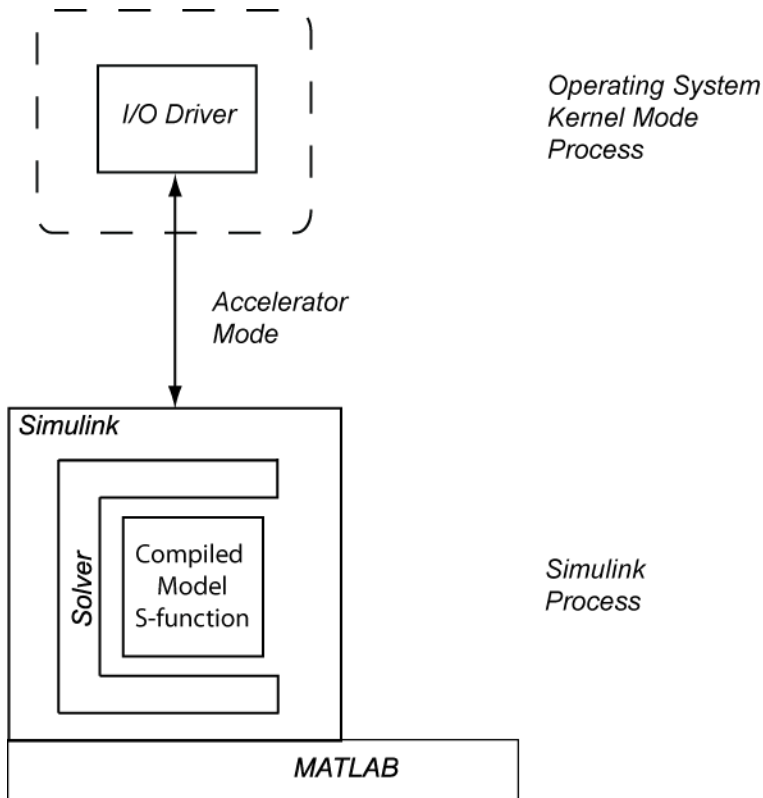 I/O Driver
Operating System
Kernel Mode
Process
Accelerator
Mode
Simulink
Solver
Compiled
Model
S-function
Simulink
Process
MATLAB